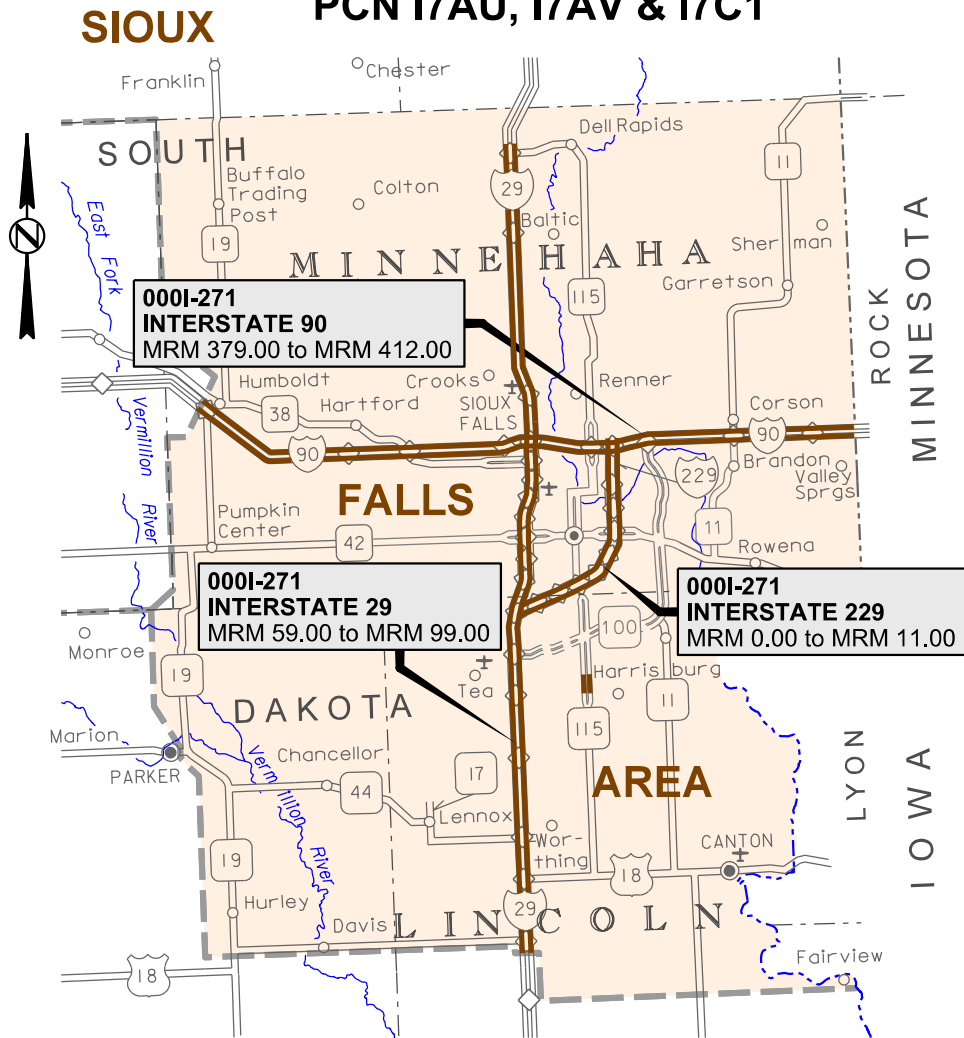 PCN I7AU, I7AV & I7C1
SIOUX
Franklin
Chester
Dell Rapids
SOUTH
11
Buffalo
Trading
Post
Colton
29
Baltic
East Fork
19
MINNEHAHA
Sherman
Garretson
115
ROCK
MINNESOTA
000I-271
INTERSTATE 90
MRM 379.00 to MRM 412.00
Humboldt
Crooks
Renner
Hartford
38
SIOUX
FALLS
Corson
90
90
Vermillion
River
Brandon
229
Valley
Sprgs
FALLS
Pumpkin
Center
42
11
Rowena
000I-271
INTERSTATE 29
MRM 59.00 to MRM 99.00
000I-271
INTERSTATE 229
MRM 0.00 to MRM 11.00
100
Monroe
19
Tea
Harrisburg
11
DAKOTA
115
Marion
PARKER
Chancellor
Vermillion
River
17
44
AREA
LYON
IOWA
Lennox
Wor-
thing
CANTON
19
18
Hurley
29
Davis
LINCOLN
Fairview
18